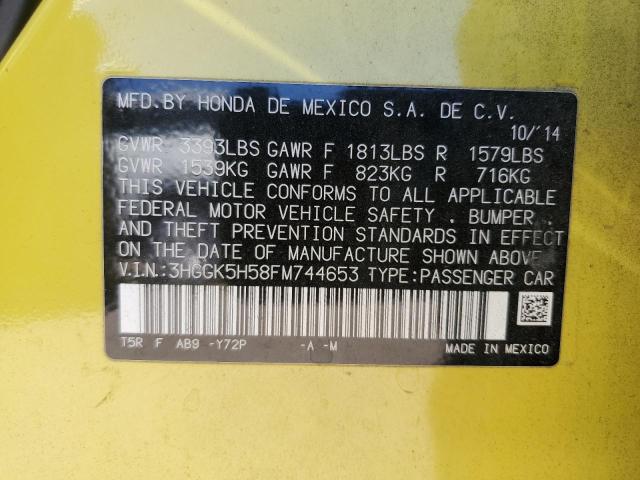 MFD.BY HONDA DE MEXICO S.A. DE C.V.
10/'14
GVWR 3393LBS GAWR F 1813LBS R 1579LBS
GVWR 1539KG GAWR F 823KG R 716KG
THIS VEHICLE CONFORMS TO ALL APPLICABLE
FEDERAL MOTOR VEHICLE SAFETY . BUMPER .
AND THEFT PREVENTION STANDARDS IN EFFECT
ON THE DATE OF MANUFACTURE SHOWN ABOVE.
V.I.N.:3HGGK5H58FM744653 TYPE:PASSENGER CAR
T5R F AB9 -Y72P -A -M MADE IN MEXICO